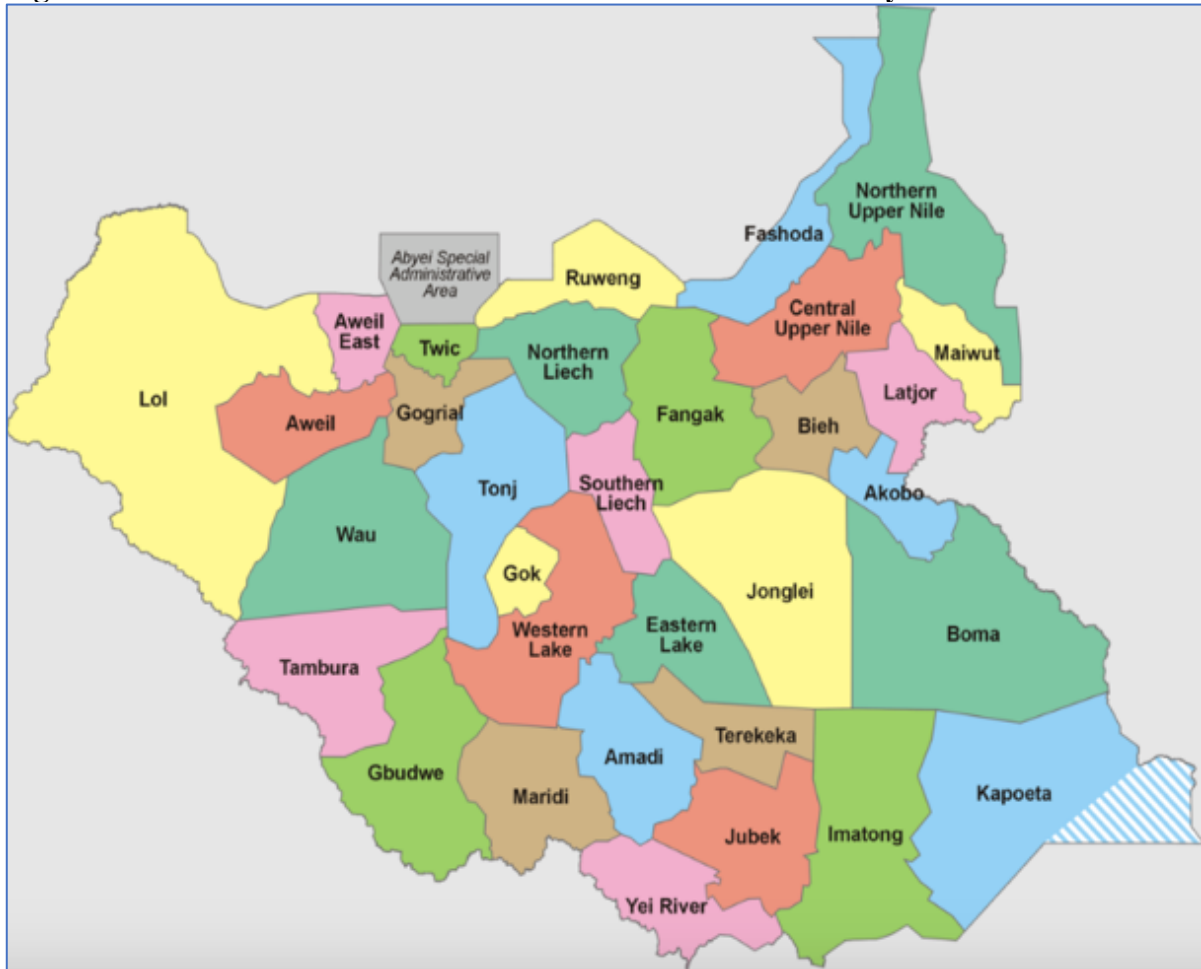 Northern
Upper Nile
Fashoda
Abyei Special
Administrative
Area
Ruweng
Central
Upper Nile
Aweil
East
Twic
Northern
Liech
Maiwut
Lol
Aweil
Gogrial
Fangak
Bieh
Latjor
Tonj
Southern
Liech
Akobo
Wau
Gok
Jonglei
Western
Lake
Eastern
Lake
Boma
Tambura
Terekeka
Gbudwe
Amadi
Maridi
Kapoeta
Jubek
Imatong
Yei River